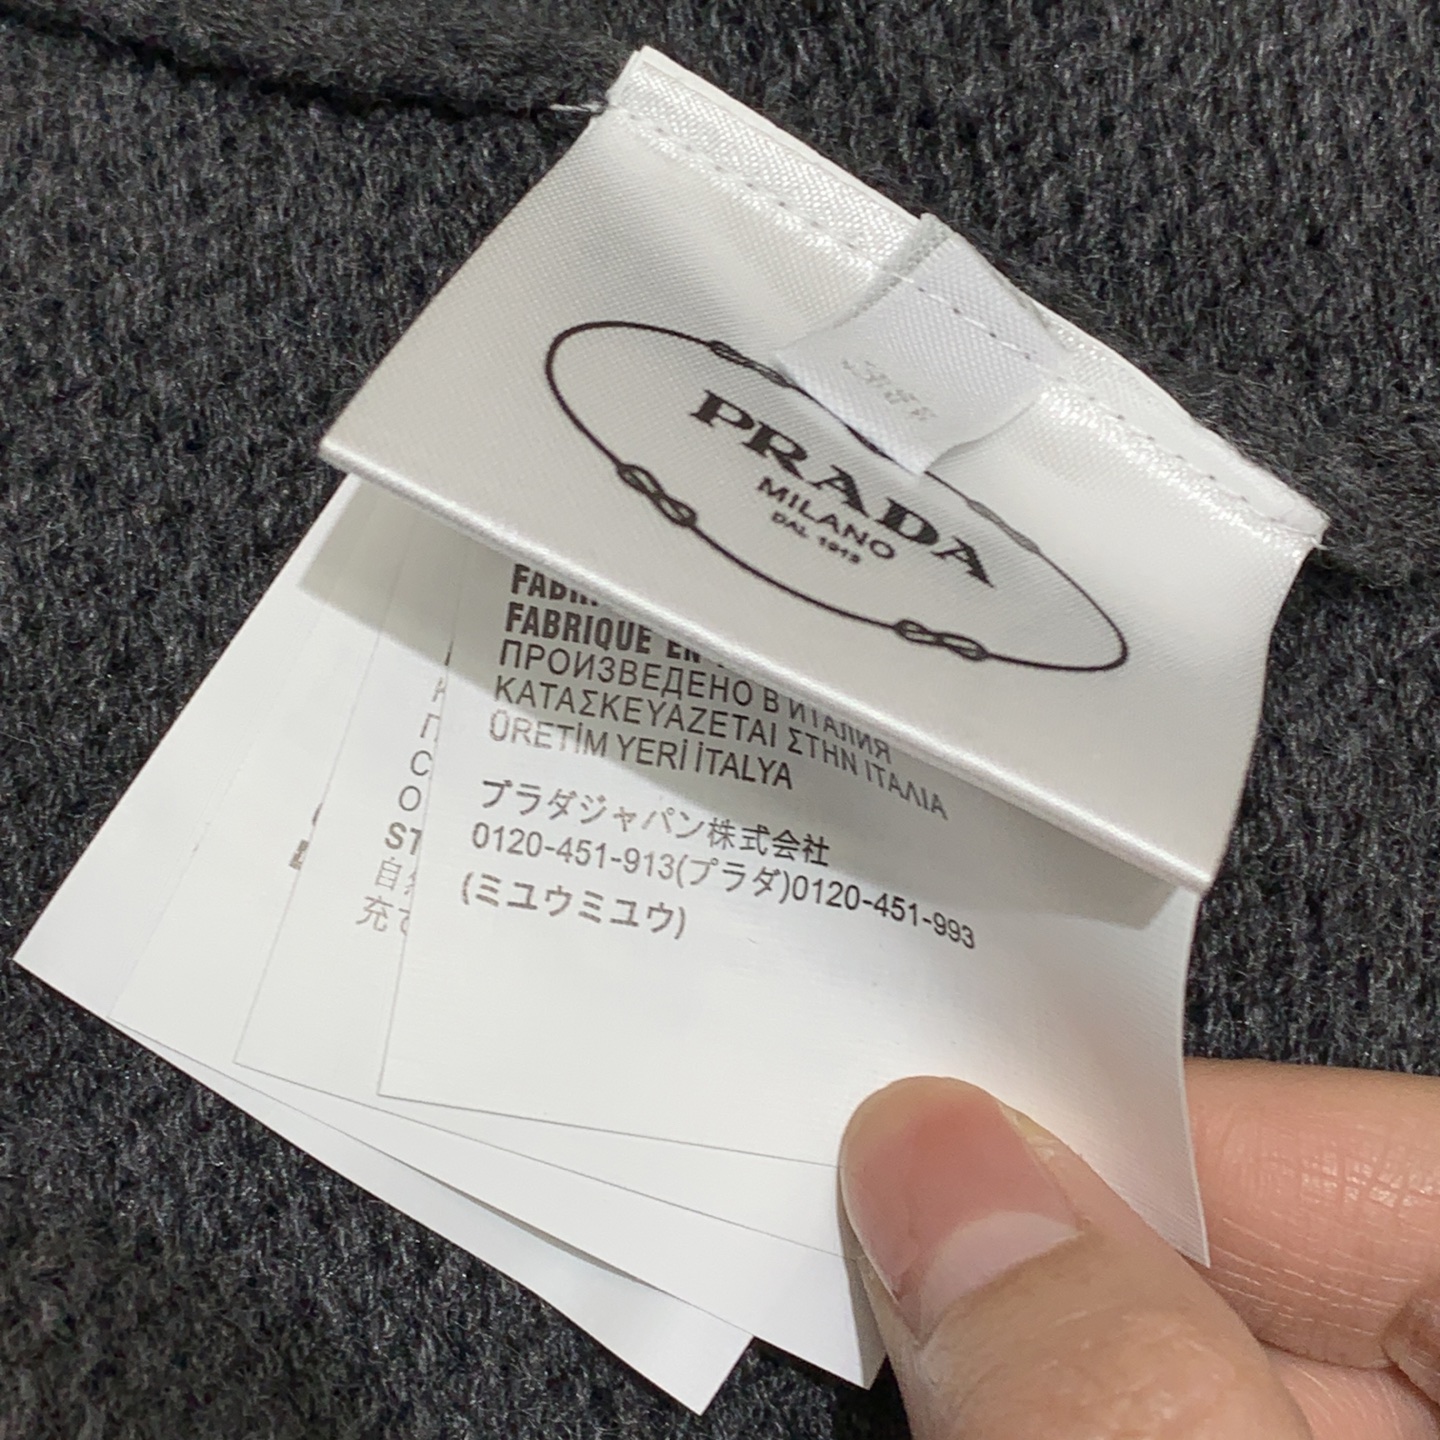 PRADA
MILANO
DAL 1913
FABRIQUE EN
ПРОИЗВЕДЕНО В ИТАЛИЯ
ΚΑΤΑΣΚΕΥΑΖΕΤΑΙ ΣΤΗΝ ΙΤΑΛΙΑ
ÜRETİM YERİ İTALYA
プラダジャパン株式会社
0120-451-913(プラダ)0120-451-993
(ミユウミユウ)